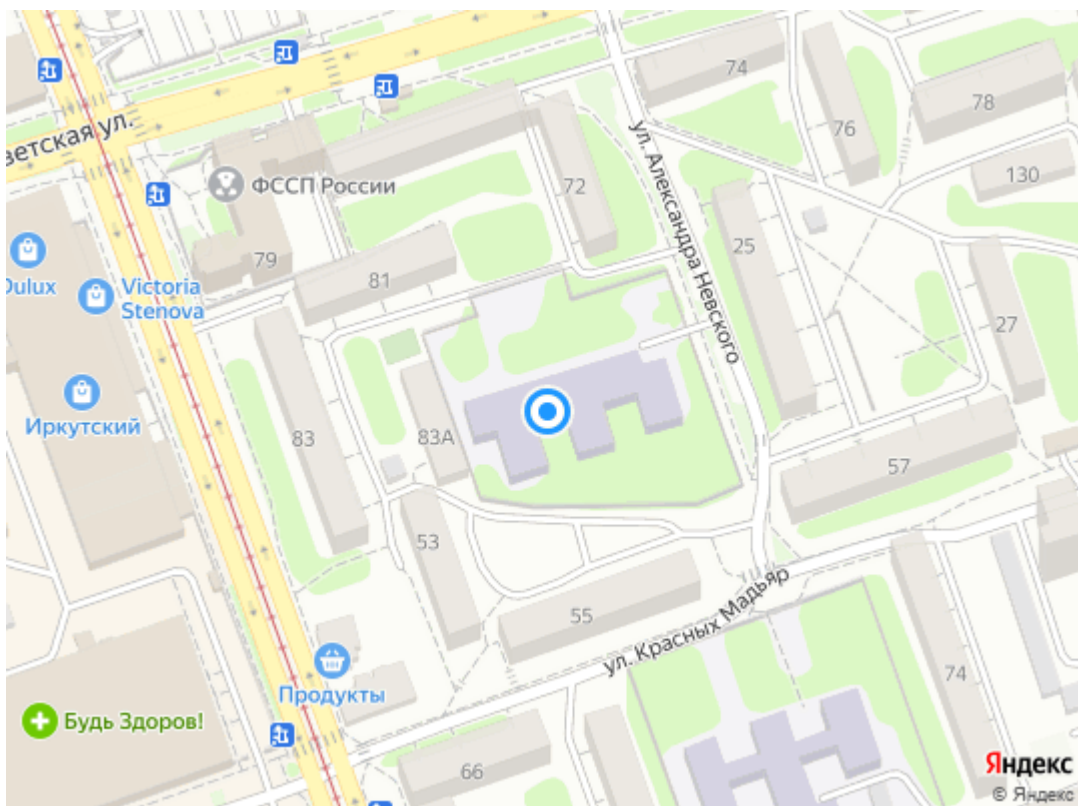 74
78
76
ветская ул.
ул. Александра Невского
ФССП России
72
130
25
79
81
Dulux
Victoria
Stenova
27
Иркутский
83
83А
57
53
55
ул. Красных Мадьяр
Продукты
74
Будь Здоров!
66
Яндекс
© Яндекс